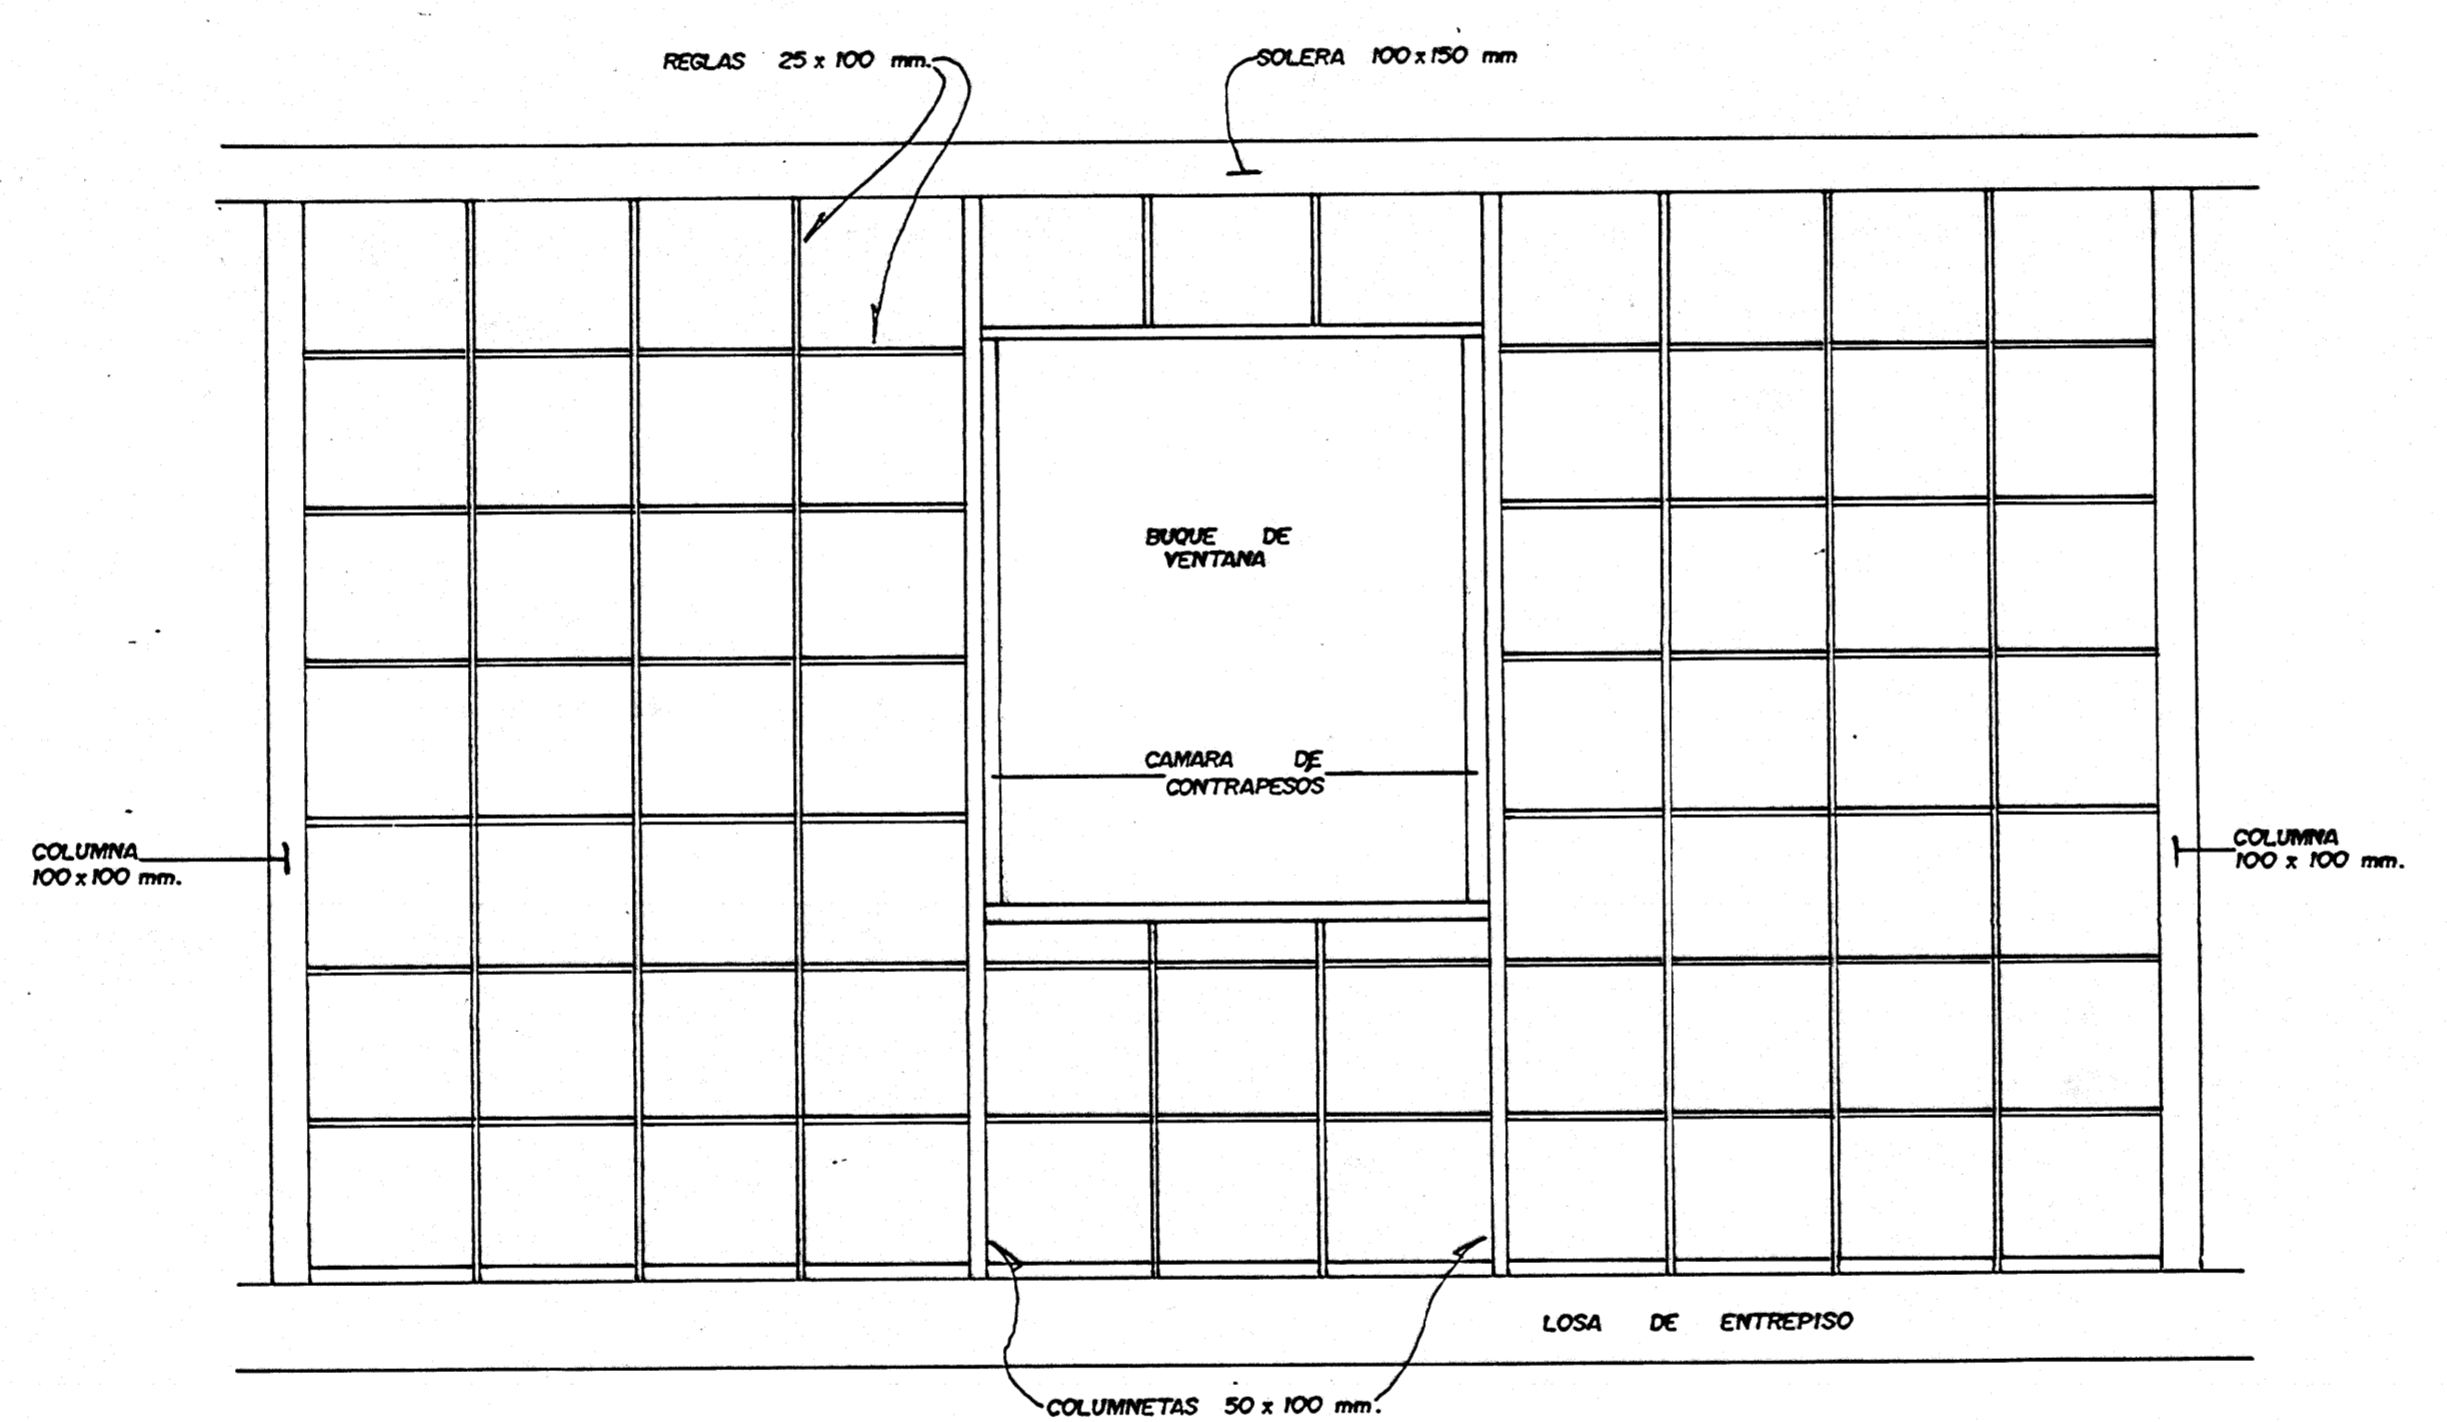 REGLAS 25 x 100 mm.
SOLERA 100 x 150 mm
BUQUE DE
VENTANA
CAMARA DE
CONTRAPESOS
COLUMNA
100 x 100 mm.
COLUMNA
100 x 100 mm.
LOSA DE ENTREPISO
COLUMNETAS 50 x 100 mm.